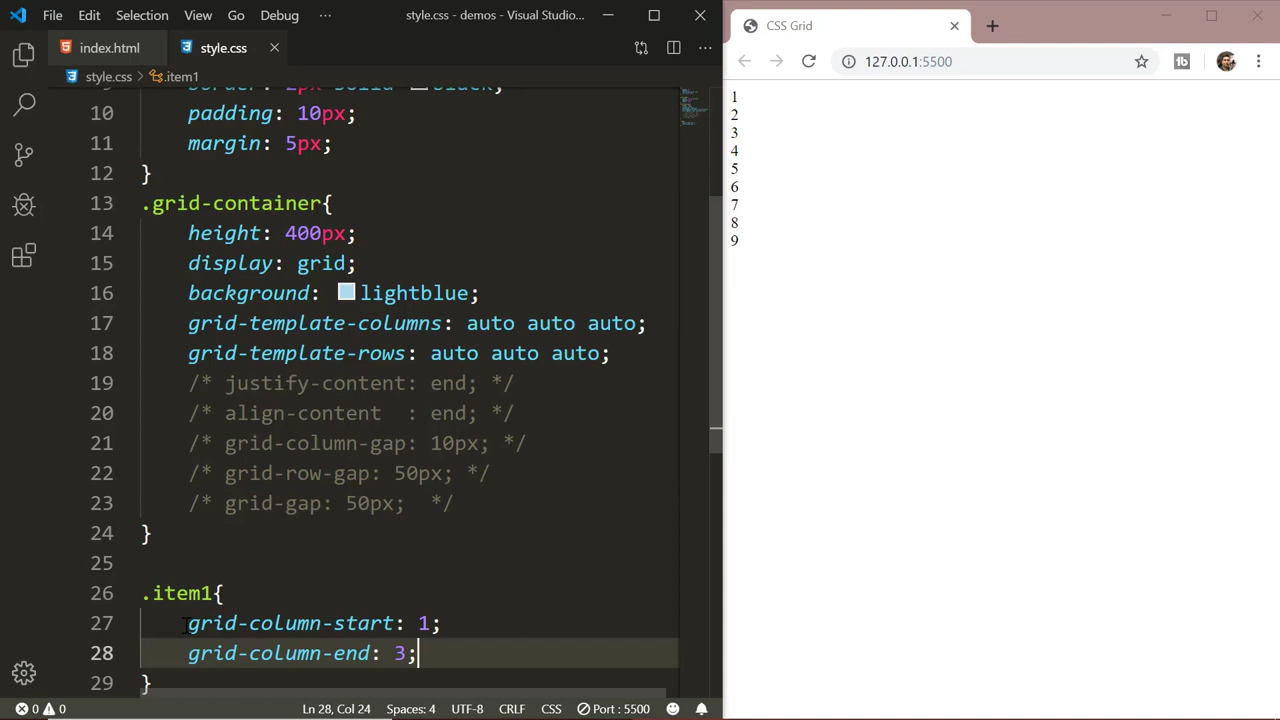 File Edit Selection View Go Debug ··· style.css - demos - Visual Studio...
index.html style.css
style.css > .item1
border: 2px solid black;
10 padding: 10px;
11 margin: 5px;
12 }
13 .grid-container{
14 height: 400px;
15 display: grid;
16 background: lightblue;
17 grid-template-columns: auto auto auto;
18 grid-template-rows: auto auto auto;
19 /* justify-content: end; */
20 /* align-content  : end; */
21 /* grid-column-gap: 10px; */
22 /* grid-row-gap: 50px; */
23 /* grid-gap: 50px;  */
24 }
25
26 .item1{
27 grid-column-start: 1;
28 grid-column-end: 3;
29 }
0 0 Ln 28, Col 24 Spaces: 4 UTF-8 CRLF CSS Port : 5500
CSS Grid
127.0.0.1:5500
1
2
3
4
5
6
7
8
9